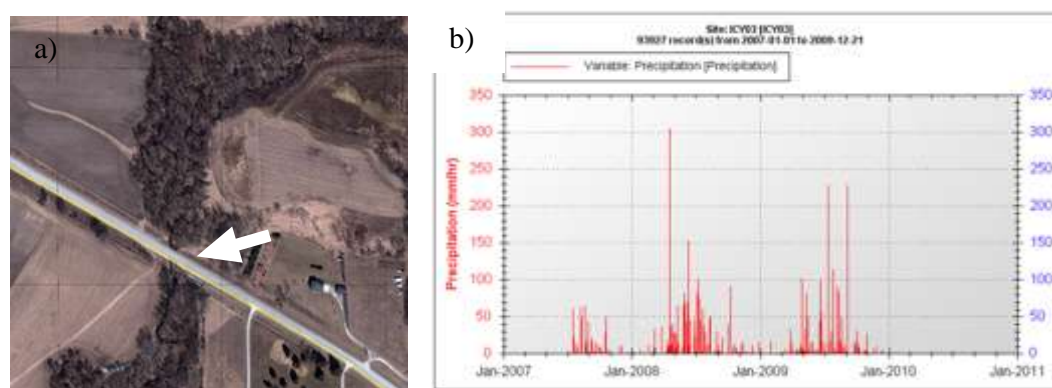 a)
b)
Site: ICY03 [ICY03]
93927 record(s) from 2007-01-01 to 2009-12-21
Variable: Precipitation [Precipitation]
Precipitation (mm/hr)
350 350
300 300
250 250
200 200
150 150
100 100
50 50
0 0
Jan-2007 Jan-2008 Jan-2009 Jan-2010 Jan-2011